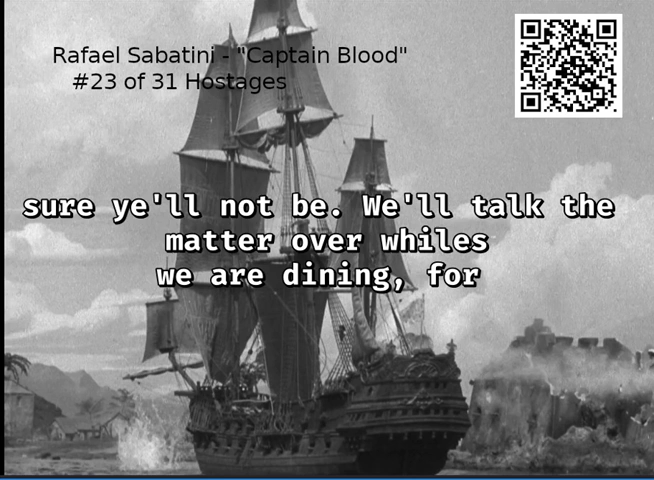 Rafael Sabatini - "Captain Blood"
#23 of 31 Hostages
sure ye'll not be. We'll talk the
matter over whiles
we are dining, for